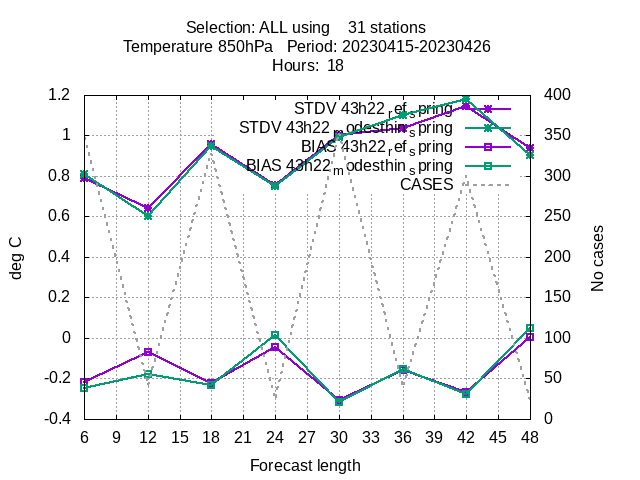 Selection: ALL using 31 stations
Temperature 850hPa Period: 20230415-20230426
Hours: 18
1.2
1
0.8
0.6
0.4
0.2
0
-0.2
-0.4
deg C
STDV 43h22_ref_spring
STDV 43h22_modesthin_spring
BIAS 43h22_ref_spring
BIAS 43h22_modesthin_spring
CASES
400
350
300
250
200
150
100
50
0
No cases
6 9 12 15 18 21 24 27 30 33 36 39 42 45 48
Forecast length